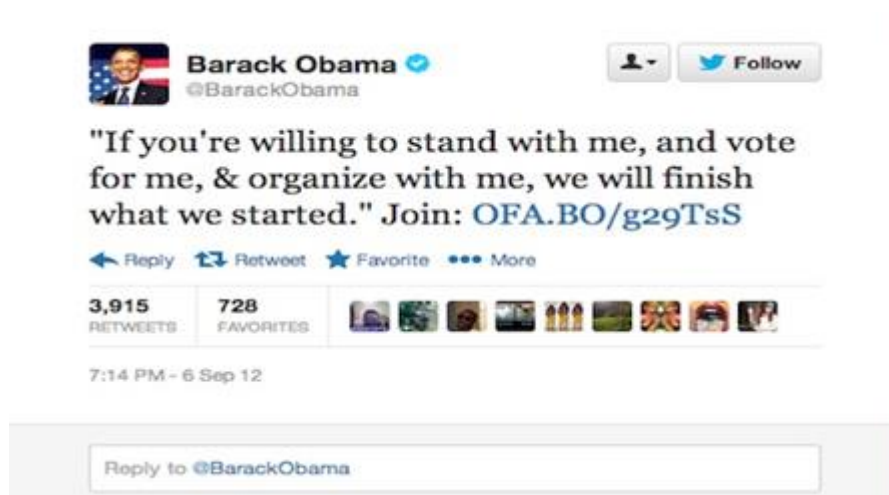 Barack Obama
@BarackObama
Follow
"If you're willing to stand with me, and vote
for me, & organize with me, we will finish
what we started." Join: OFA.BO/g29TsS
Reply Retweet Favorite More
3,915 728
RETWEETS FAVORITES
7:14 PM - 6 Sep 12
Reply to @BarackObama